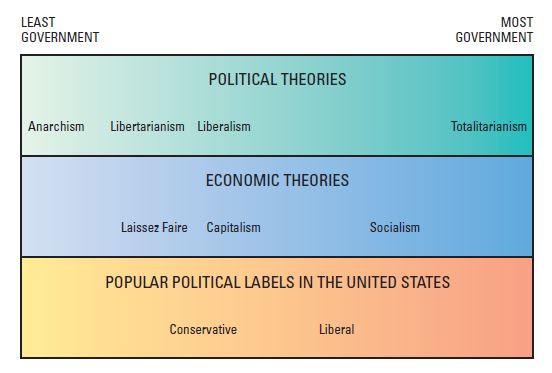 LEAST
GOVERNMENT
MOST
GOVERNMENT
POLITICAL THEORIES
Anarchism Libertarianism Liberalism Totalitarianism
ECONOMIC THEORIES
Laissez Faire Capitalism Socialism
POPULAR POLITICAL LABELS IN THE UNITED STATES
Conservative Liberal